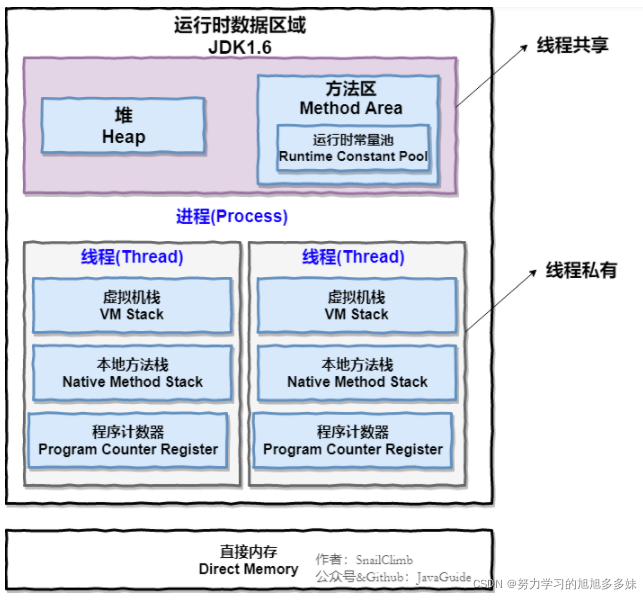 运行时数据区域
JDK1.6
线程共享
堆
Heap
方法区
Method Area
运行时常量池
Runtime Constant Pool
进程(Process)
线程(Thread)
虚拟机栈
VM Stack
本地方法栈
Native Method Stack
程序计数器
Program Counter Register
线程(Thread)
虚拟机栈
VM Stack
本地方法栈
Native Method Stack
程序计数器
Program Counter Register
线程私有
直接内存
Direct Memory
作者：SnailClimb
公众号&Github：JavaGuide
CSDN @努力学习的旭旭多多妹